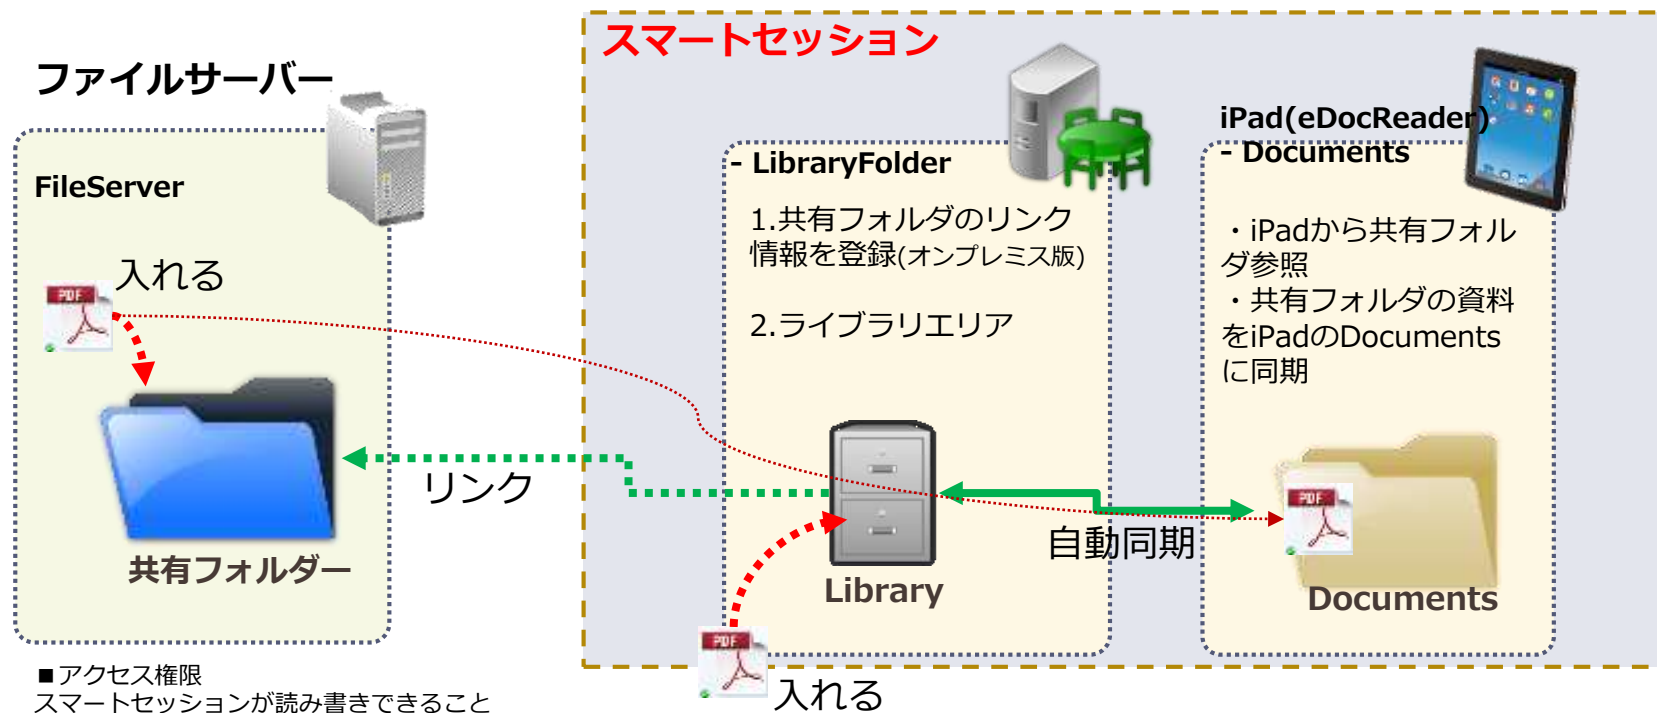 スマートセッション
ファイルサーバー
FileServer
入れる
PDF
共有フォルダー
リンク
- LibraryFolder
1.共有フォルダのリンク
情報を登録(オンプレミス版)
2.ライブラリエリア
Library
PDF
入れる
自動同期
iPad(eDocReader)
- Documents
・iPadから共有フォル
ダ参照
・共有フォルダの資料
をiPadのDocuments
に同期
PDF
Documents
■アクセス権限
スマートセッションが読み書きできること